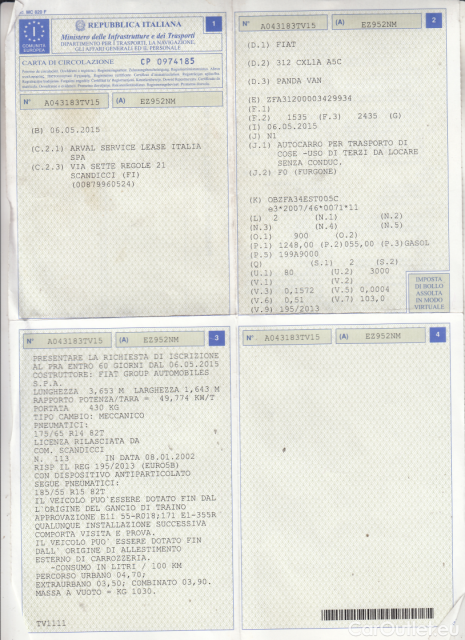 MC 820 F
I
COMUNITÀ
EUROPEA
REPUBBLICA ITALIANA
Ministero delle Infrastrutture e dei Trasporti
DIPARTIMENTO PER I TRASPORTI, LA NAVIGAZIONE,
GLI AFFARI GENERALI ED IL PERSONALE
1
CARTA DI CIRCOLAZIONE CP 0974185
N° A043183TV15 (A) EZ952NM
(B) 06.05.2015
(C.2.1) ARVAL SERVICE LEASE ITALIA
SPA
(C.2.3) VIA SETTE REGOLE 21
SCANDICCI (FI)
(00879960524)
N° A043183TV15 (A) EZ952NM 2
(D.1) FIAT
(D.2) 312 CXLLA A5C
(D.3) PANDA VAN
(E) ZFA31200003429934
(F.1)
(F.2) 1535 (F.3) 2435 (G)
(I) 06.05.2015
(J) N1
(J.1) AUTOCARRO PER TRASPORTO DI
COSE -USO DI TERZI DA LOCARE
SENZA CONDUC.
(J.2) F0 (FURGONE)
(K) OBZFA34EST005C
e3*2007/46*0071*11
(L) 2 (N.1) (N.2)
(N.3) (N.4) (N.5)
(O.1) 900 (O.2)
(P.1) 1248,00 (P.2)055,00 (P.3)GASOL
(P.5) 199A9000
(Q) (S.1) 2 (S.2)
(U.1) 80 (U.2) 3000
(V.1) (V.2)
(V.3) 0,1572 (V.5) 0,0004
(V.6) 0,51 (V.7) 103,0
(V.9) 195/2013
IMPOSTA
DI BOLLO
ASSOLTA
IN MODO
VIRTUALE
N° A043183TV15 (A) EZ952NM 3
PRESENTARE LA RICHIESTA DI ISCRIZIONE
AL PRA ENTRO 60 GIORNI DAL 06.05.2015
COSTRUTTORE: FIAT GROUP AUTOMOBILES
S.P.A.
LUNGHEZZA 3,653 M LARGHEZZA 1,643 M
RAPPORTO POTENZA/TARA = 49,774 KW/T
PORTATA 430 KG
TIPO CAMBIO: MECCANICO
PNEUMATICI:
175/65 R14 82T
LICENZA RILASCIATA DA
COM. SCANDICCI
N. 113 IN DATA 08.01.2002
RISP IL REG 195/2013 (EURO5B)
CON DISPOSITIVO ANTIPARTICOLATO
SEGUE PNEUMATICI:
185/55 R15 82T
IL VEICOLO PUO'ESSERE DOTATO FIN DAL
L'ORIGINE DEL GANCIO DI TRAINO
APPROVAZIONE E11 55-R018;171 E1-355R
QUALUNQUE INSTALLAZIONE SUCCESSIVA
COMPORTA VISITA E PROVA.
IL VEICOLO PUO' ESSERE DOTATO FIN
DALL' ORIGINE DI ALLESTIMENTO
ESTERNO DI CARROZZERIA.
-CONSUMO IN LITRI / 100 KM
PERCORSO URBANO 04,70;
EXTRAURBANO 03,50; COMBINATO 03,90.
MASSA A VUOTO = KG 1030.
TV1111
N° A043183TV15 (A) EZ952NM 4
CarOutlet.eu